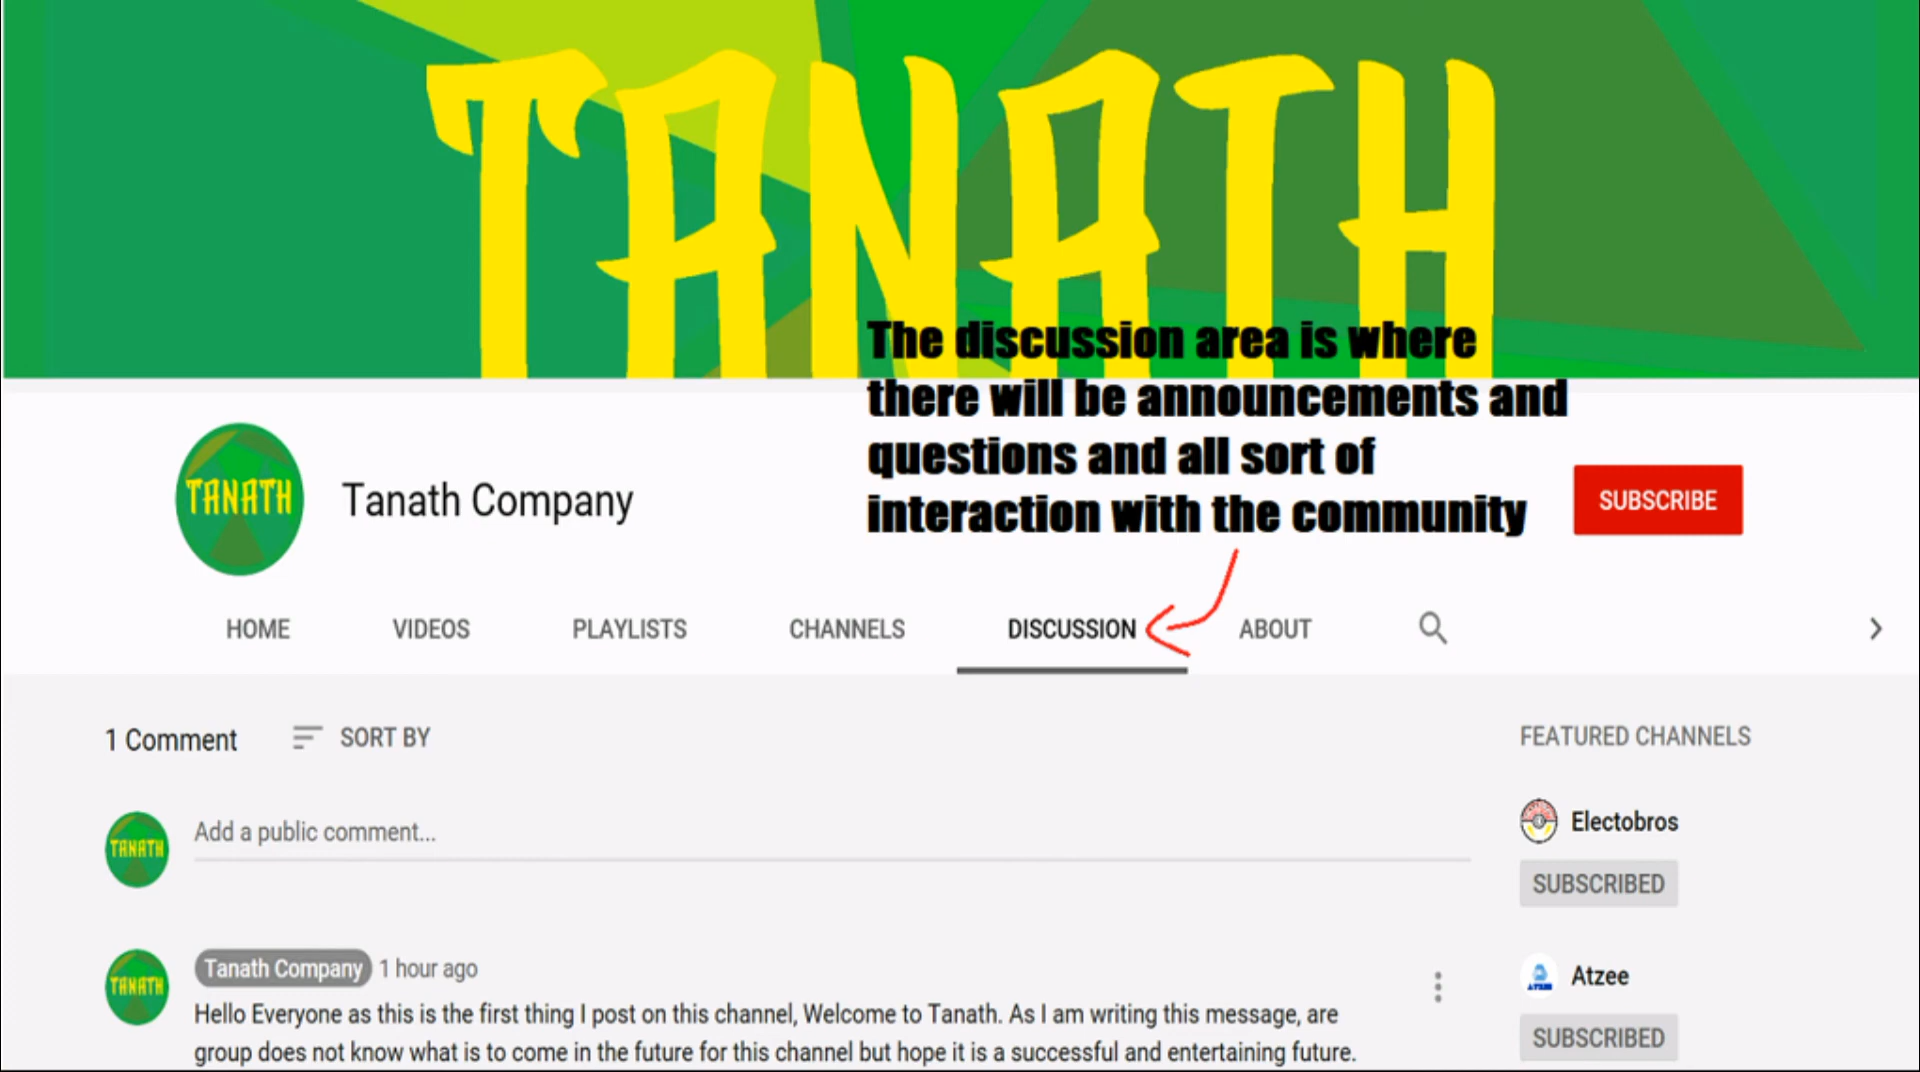 TANATH
The discussion area is where
there will be announcements and
questions and all sort of
interaction with the community
TANATH
Tanath Company
SUBSCRIBE
HOME VIDEOS PLAYLISTS CHANNELS DISCUSSION ABOUT
1 Comment SORT BY
FEATURED CHANNELS
TANATH
Add a public comment...
Electobros
SUBSCRIBED
TANATH
Tanath Company 1 hour ago
Hello Everyone as this is the first thing I post on this channel, Welcome to Tanath. As I am writing this message, are
group does not know what is to come in the future for this channel but hope it is a successful and entertaining future.
Atzee
SUBSCRIBED